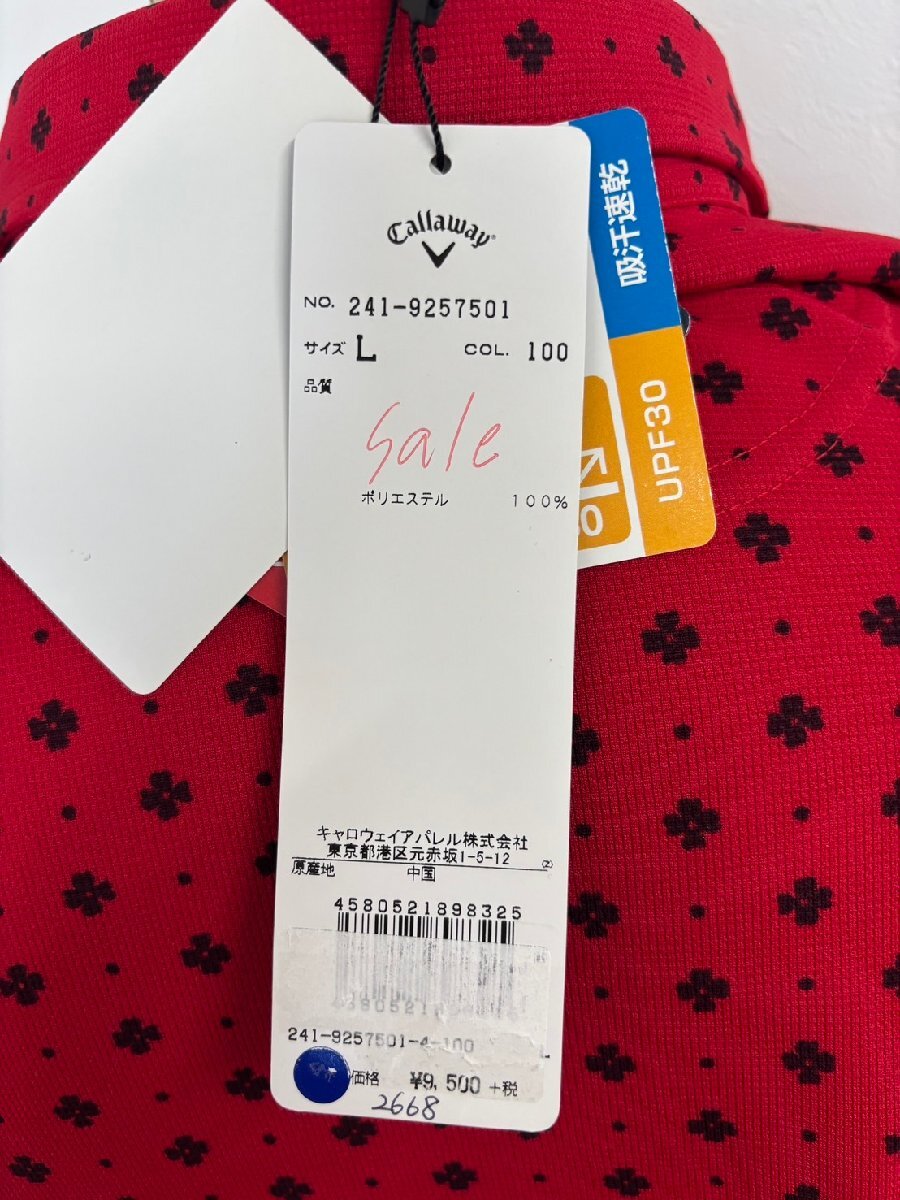 Callaway
NO. 241-9257501
サイズ L COL. 100
品質
sale
ポリエステル 100%
キャロウェイアパレル株式会社
東京都港区元赤坂1-5-12
原産地 中国
4580521898325
241-9257501-4-100
価格 ¥9,500 +税
2668
吸汗速乾
UPF30